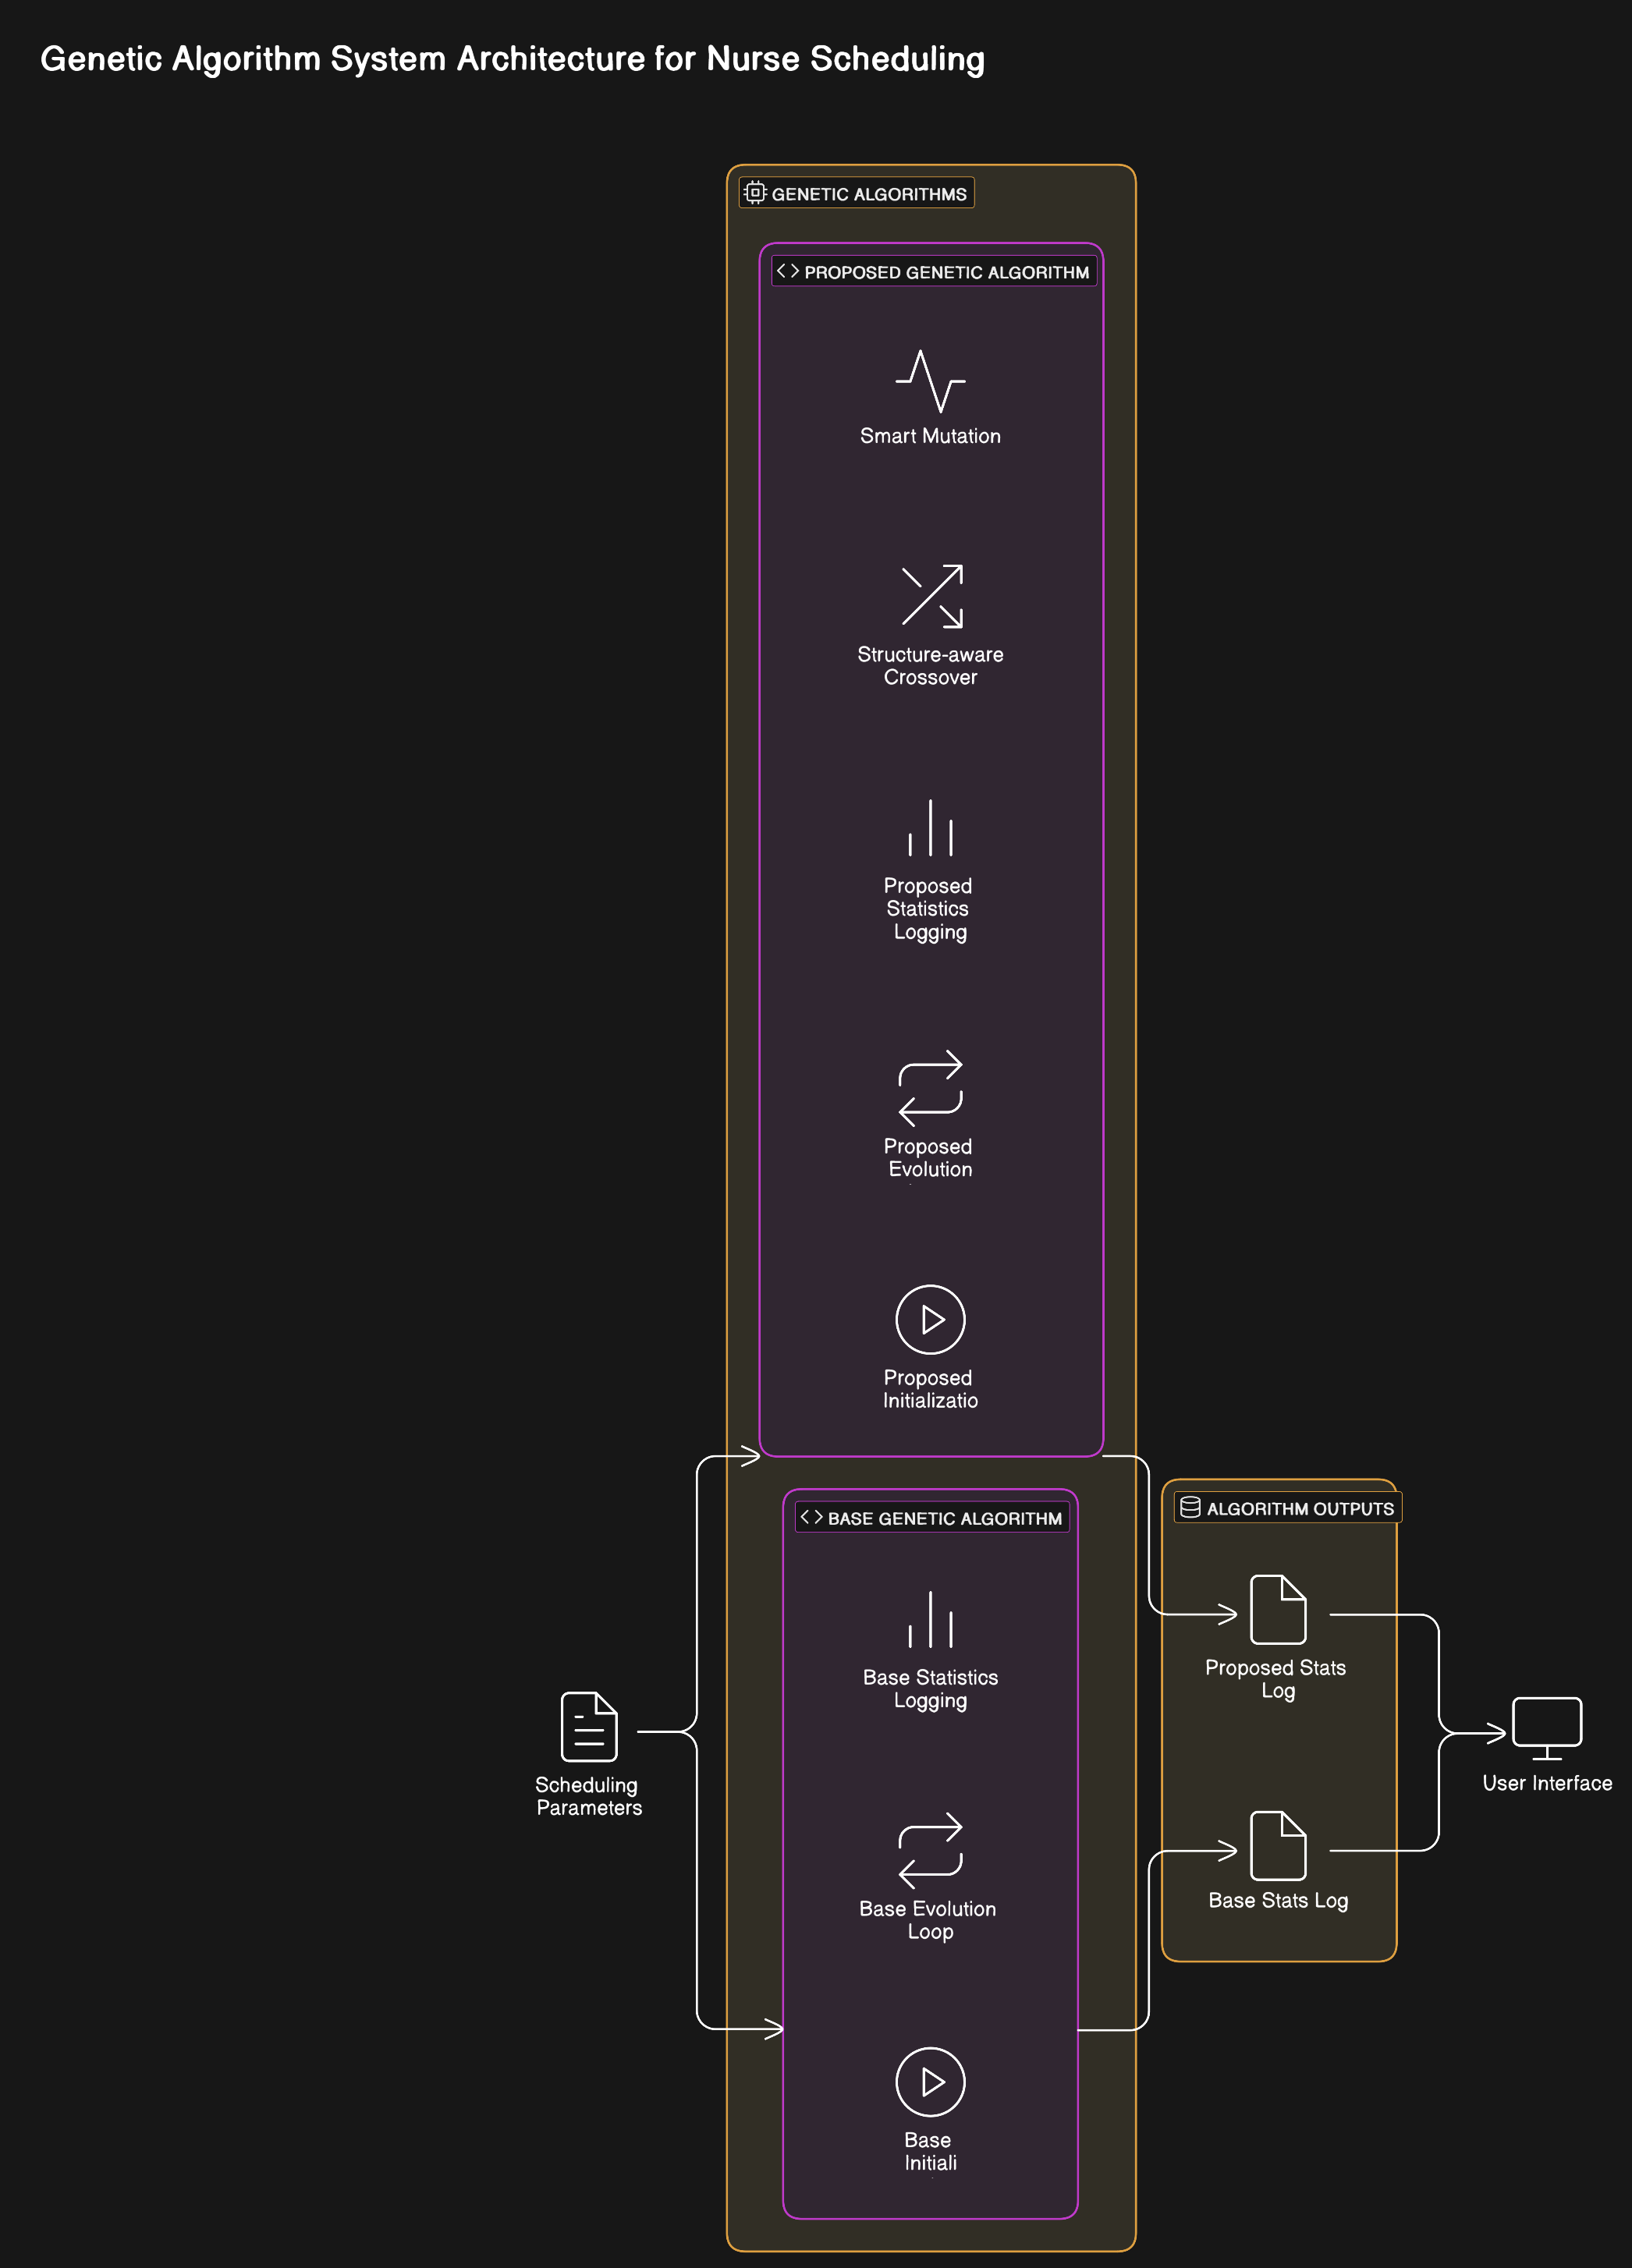 Genetic Algorithm System Architecture for Nurse Scheduling
GENETIC ALGORITHMS
PROPOSED GENETIC ALGORITHM
Smart Mutation
Structure-aware
Crossover
Proposed
Statistics
Logging
Proposed
Evolution
Proposed
Initializatio
BASE GENETIC ALGORITHM
Base Statistics
Logging
Base Evolution
Loop
Base
Initiali
Scheduling
Parameters
ALGORITHM OUTPUTS
Proposed Stats
Log
Base Stats Log
User Interface